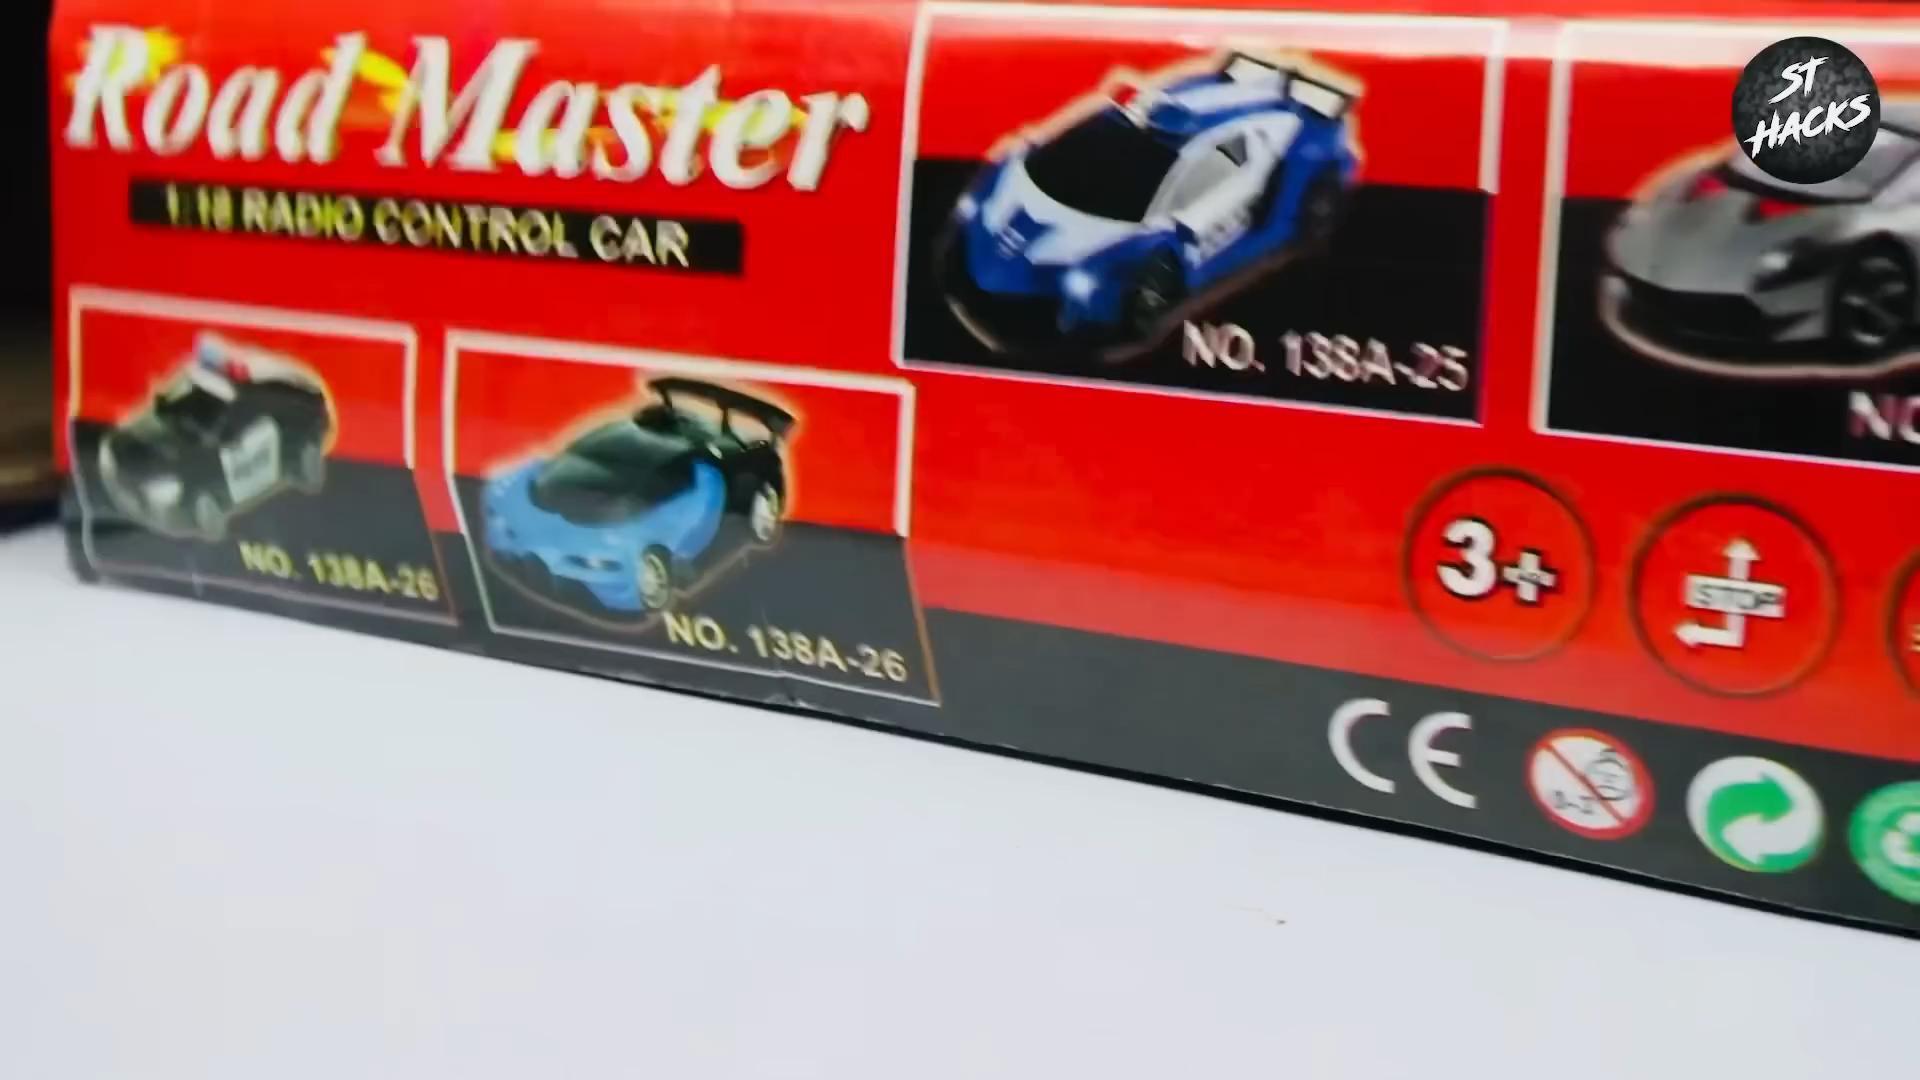 Road Master
1:18 RADIO CONTROL CAR
NO. 138A-25
NO
NO. 138A-26
NO. 138A-26
3+
STOP
CE
ST
HACKS